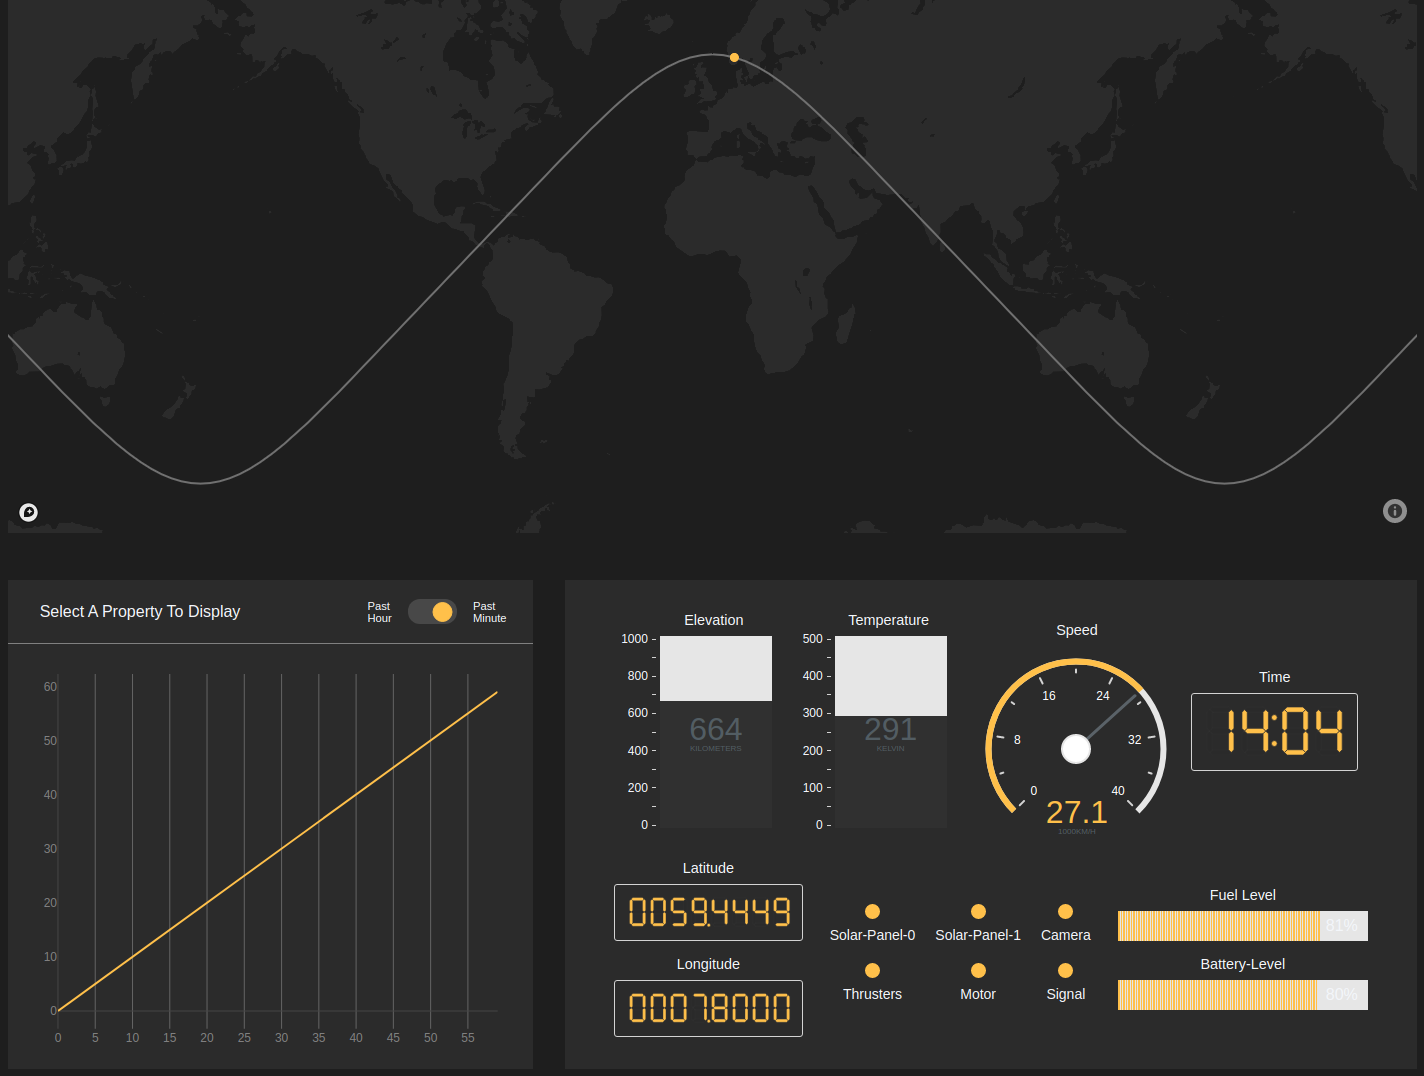 Select A Property To Display
Past Hour
Past Minute
60
50
40
30
20
10
0
0 5 10 15 20 25 30 35 40 45 50 55
Elevation
1000
800
600
400
200
0
664
KILOMETERS
Temperature
500
400
300
200
100
0
291
KELVIN
Speed
0
8
16
24
32
40
27.1
1000KM/H
Time
14:04
Latitude
0059.4449
Longitude
0007.8000
Solar-Panel-0
Solar-Panel-1
Camera
Thrusters
Motor
Signal
Fuel Level
81%
Battery-Level
80%